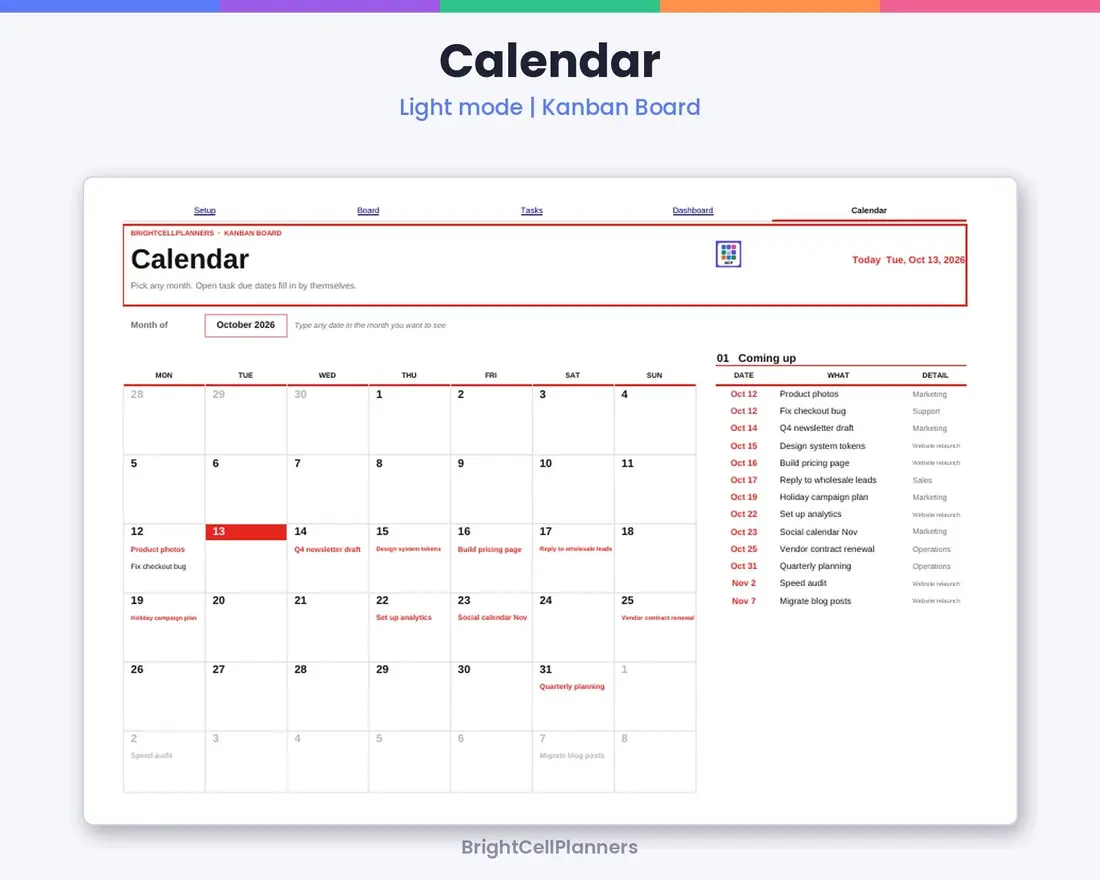 Calendar
Light mode | Kanban Board
Setup Board Tasks Dashboard Calendar
BRIGHTCELLPLANNERS · KANBAN BOARD
Calendar
Today Tue, Oct 13, 2026
Pick any month. Open task due dates fill in by themselves.
Month of October 2026 Type any date in the month you want to see
MON TUE WED THU FRI SAT SUN
28 29 30 1 2 3 4
5 6 7 8 9 10 11
12 13 14 15 16 17 18
Product photos Q4 newsletter draft Design system tokens Build pricing page Reply to wholesale leads
Fix checkout bug
19 20 21 22 23 24 25
Holiday campaign plan Set up analytics Social calendar Nov Vendor contract renewal
26 27 28 29 30 31 1
Quarterly planning
2 3 4 5 6 7 8
Speed audit Migrate blog posts
01 Coming up
DATE WHAT DETAIL
Oct 12 Product photos Marketing
Oct 12 Fix checkout bug Support
Oct 14 Q4 newsletter draft Marketing
Oct 15 Design system tokens Website relaunch
Oct 16 Build pricing page Website relaunch
Oct 17 Reply to wholesale leads Sales
Oct 19 Holiday campaign plan Marketing
Oct 22 Set up analytics Website relaunch
Oct 23 Social calendar Nov Marketing
Oct 25 Vendor contract renewal Operations
Oct 31 Quarterly planning Operations
Nov 2 Speed audit Website relaunch
Nov 7 Migrate blog posts Website relaunch
BrightCellPlanners